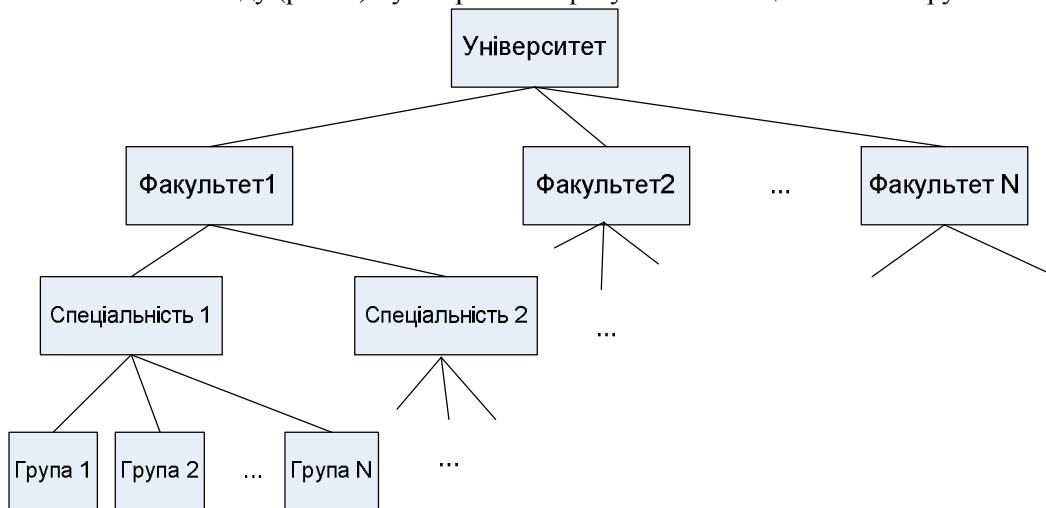 Університет
Факультет1 Факультет2 ... Факультет N
Спеціальність 1 Спеціальність 2 ...
Група 1 Група 2 ... Група N ...